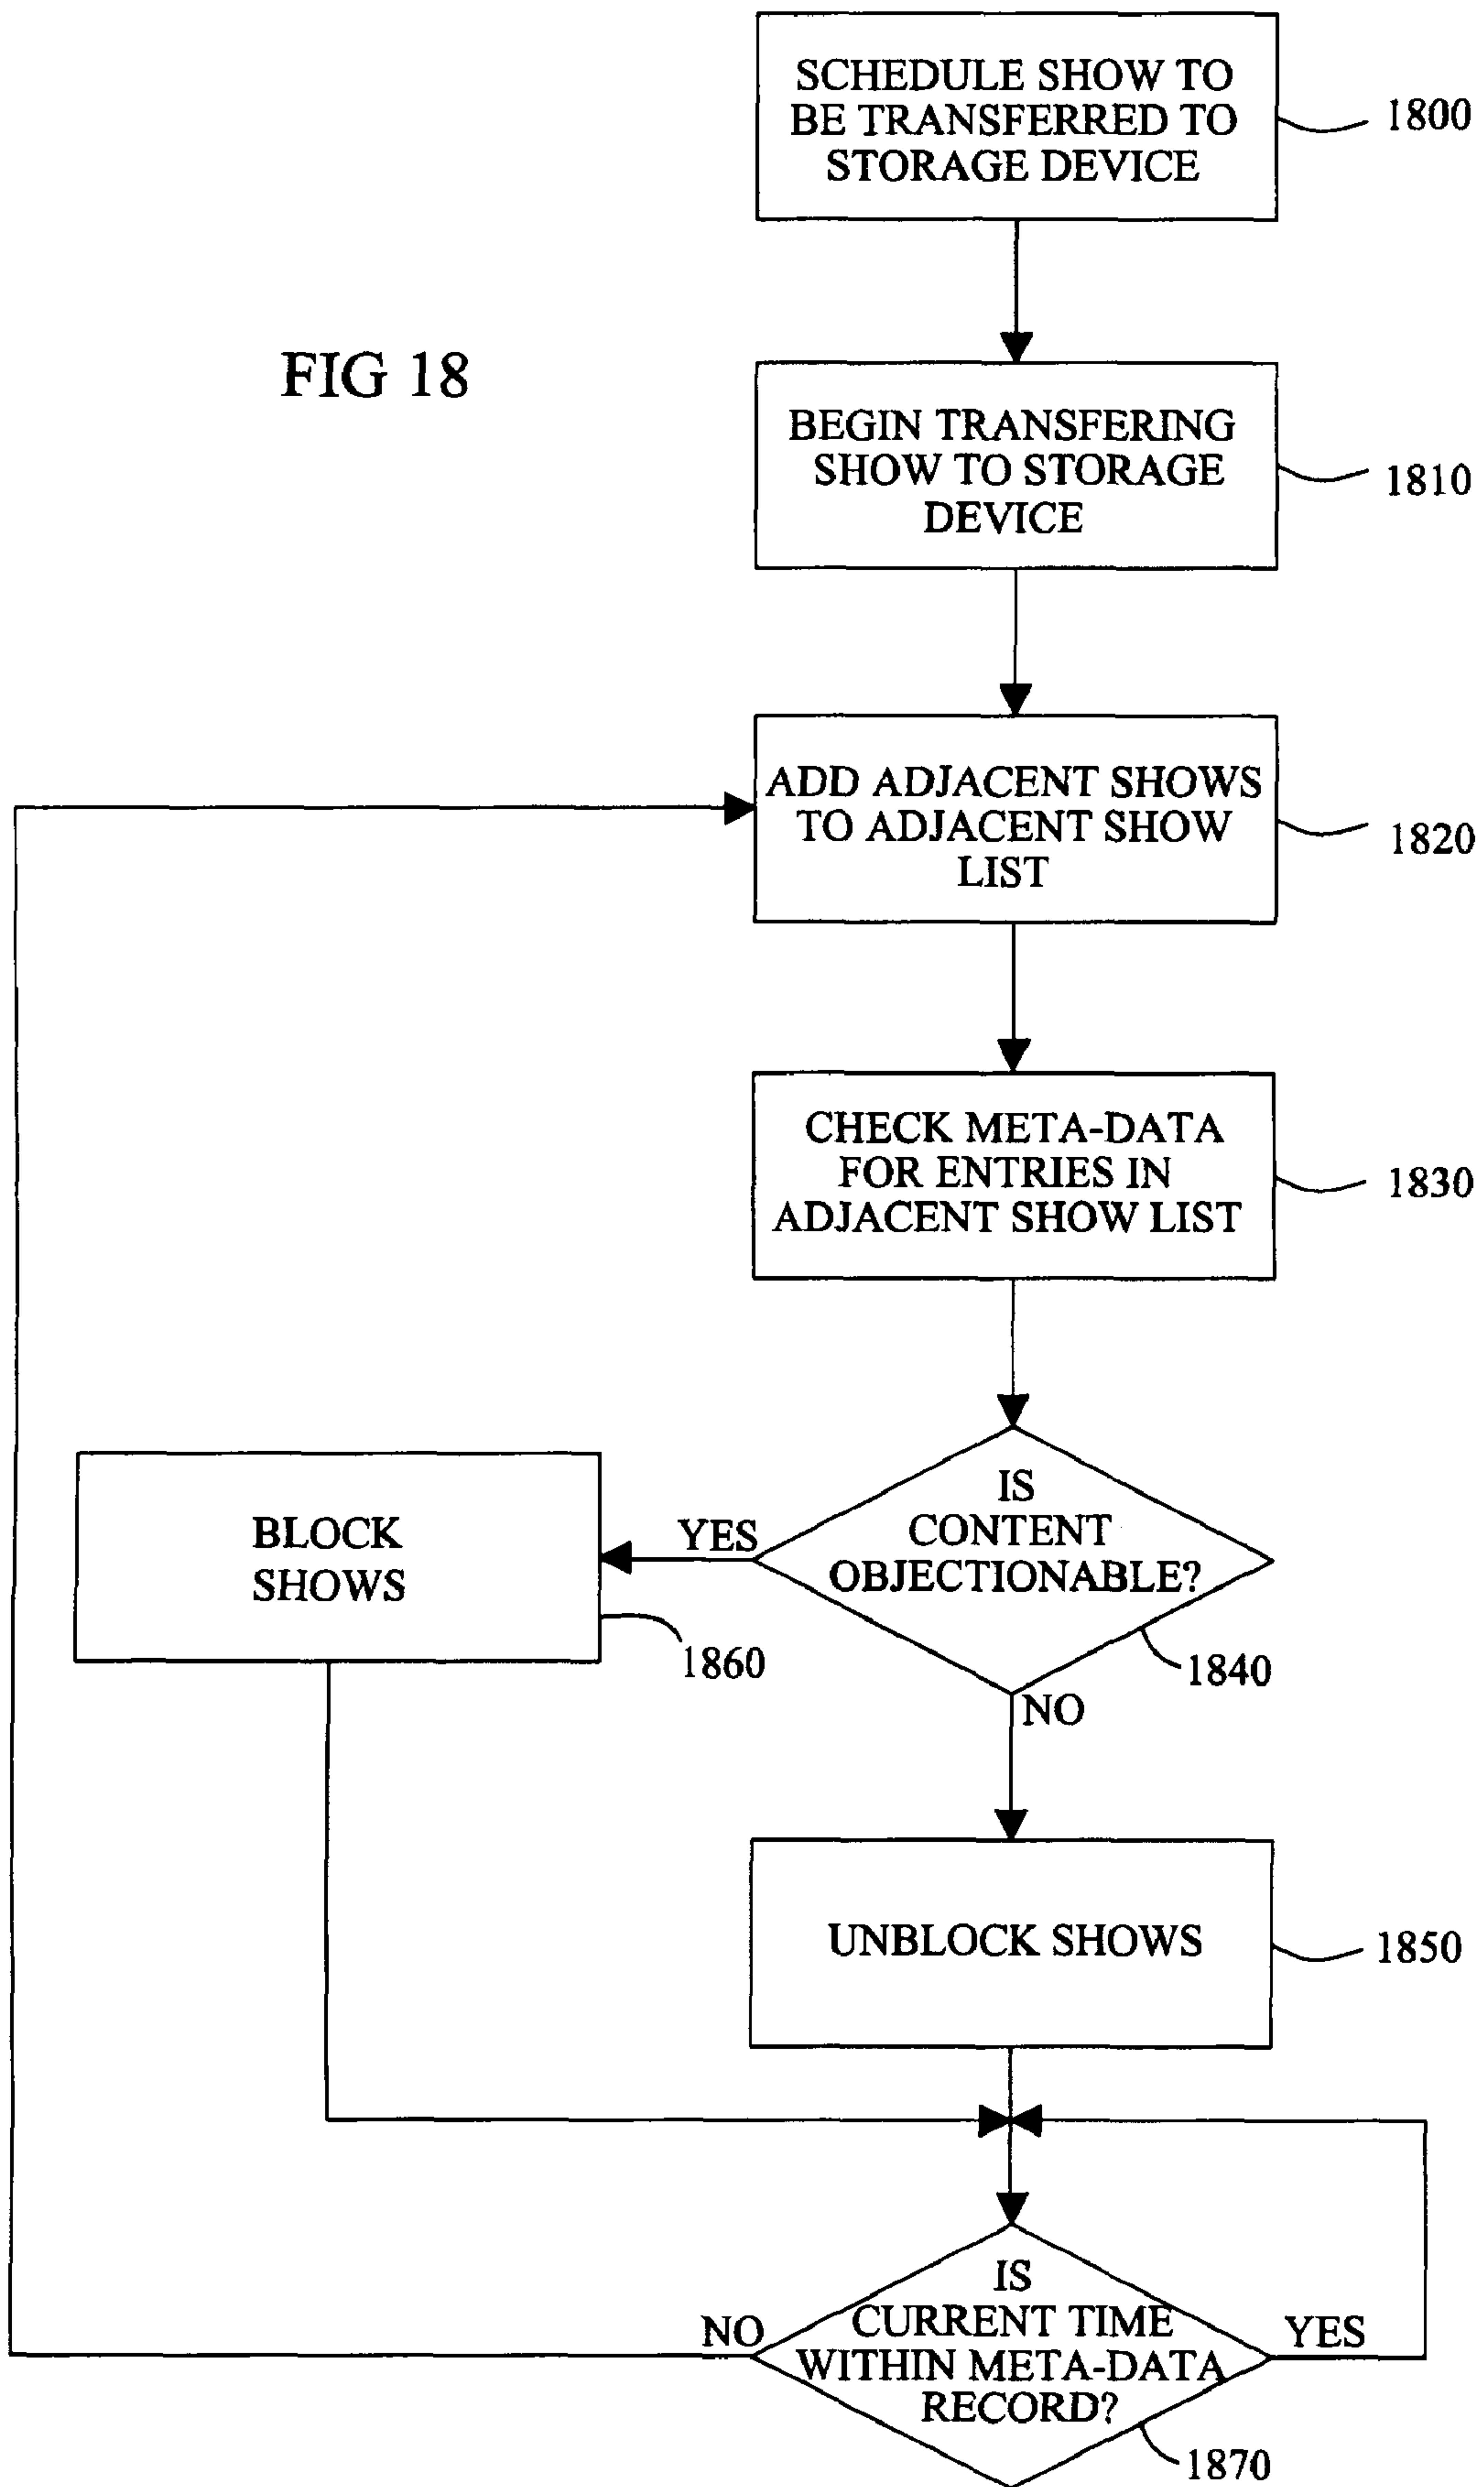 SCHEDULE SHOW TO
BE TRANSFERRED TO
STORAGE DEVICE
1800
FIG 18
BEGIN TRANSFERING
SHOW TO STORAGE
DEVICE
1810
ADD ADJACENT SHOWS
TO ADJACENT SHOW
LIST
1820
CHECK META-DATA
FOR ENTRIES IN
ADJACENT SHOW LIST
1830
IS
CONTENT
OBJECTIONABLE?
1840
YES
BLOCK
SHOWS
1860
NO
UNBLOCK SHOWS
1850
IS
CURRENT TIME
WITHIN META-DATA
RECORD?
1870
NO
YES